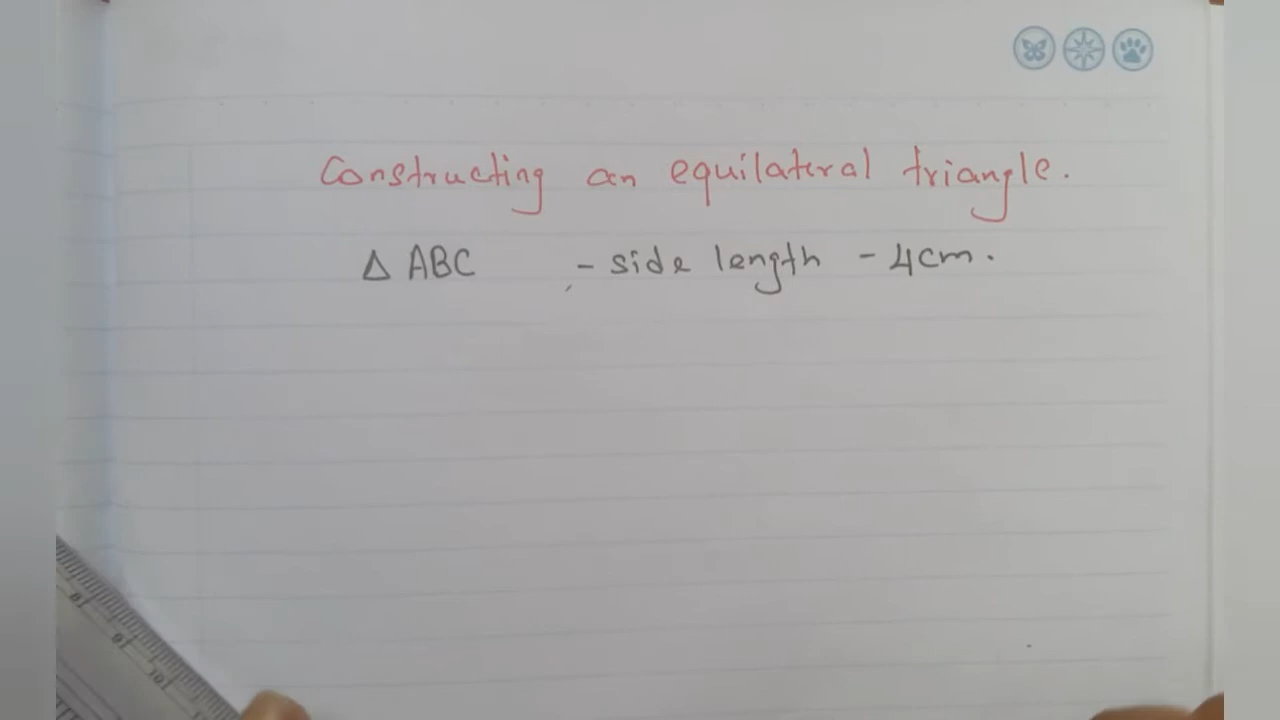 Constructing an equilateral triangle.
Δ ABC - side length - 4cm.